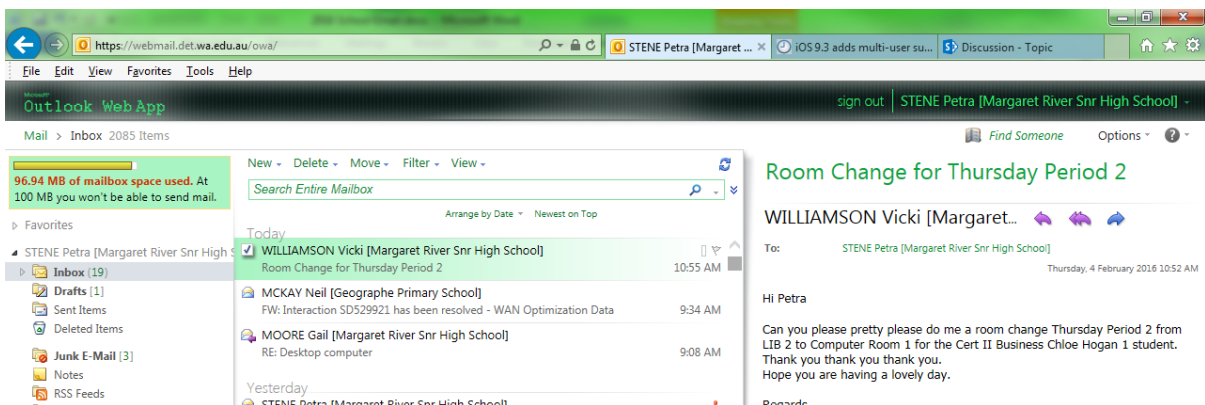 https://webmail.det.wa.edu.au/owa/
STENE Petra [Margaret ...
iOS 9.3 adds multi-user su...
Discussion - Topic
File Edit View Favorites Tools Help
Microsoft
Outlook Web App
sign out STENE Petra [Margaret River Snr High School]
Mail > Inbox 2085 Items
Find Someone Options
96.94 MB of mailbox space used. At
100 MB you won't be able to send mail.
Favorites
STENE Petra [Margaret River Snr High S
Inbox (19)
Drafts [1]
Sent Items
Deleted Items
Junk E-Mail [3]
Notes
RSS Feeds
New Delete Move Filter View
Search Entire Mailbox
Arrange by Date Newest on Top
Today
WILLIAMSON Vicki [Margaret River Snr High School]
Room Change for Thursday Period 2 10:55 AM
MCKAY Neil [Geographe Primary School]
FW: Interaction SD529921 has been resolved - WAN Optimization Data 9:34 AM
MOORE Gail [Margaret River Snr High School]
RE: Desktop computer 9:08 AM
Yesterday
STENE Petra [Margaret River Snr High School]
Room Change for Thursday Period 2
WILLIAMSON Vicki [Margaret...
To: STENE Petra [Margaret River Snr High School]
Thursday, 4 February 2016 10:52 AM
Hi Petra
Can you please pretty please do me a room change Thursday Period 2 from
LIB 2 to Computer Room 1 for the Cert II Business Chloe Hogan 1 student.
Thank you thank you thank you.
Hope you are having a lovely day.
Regards